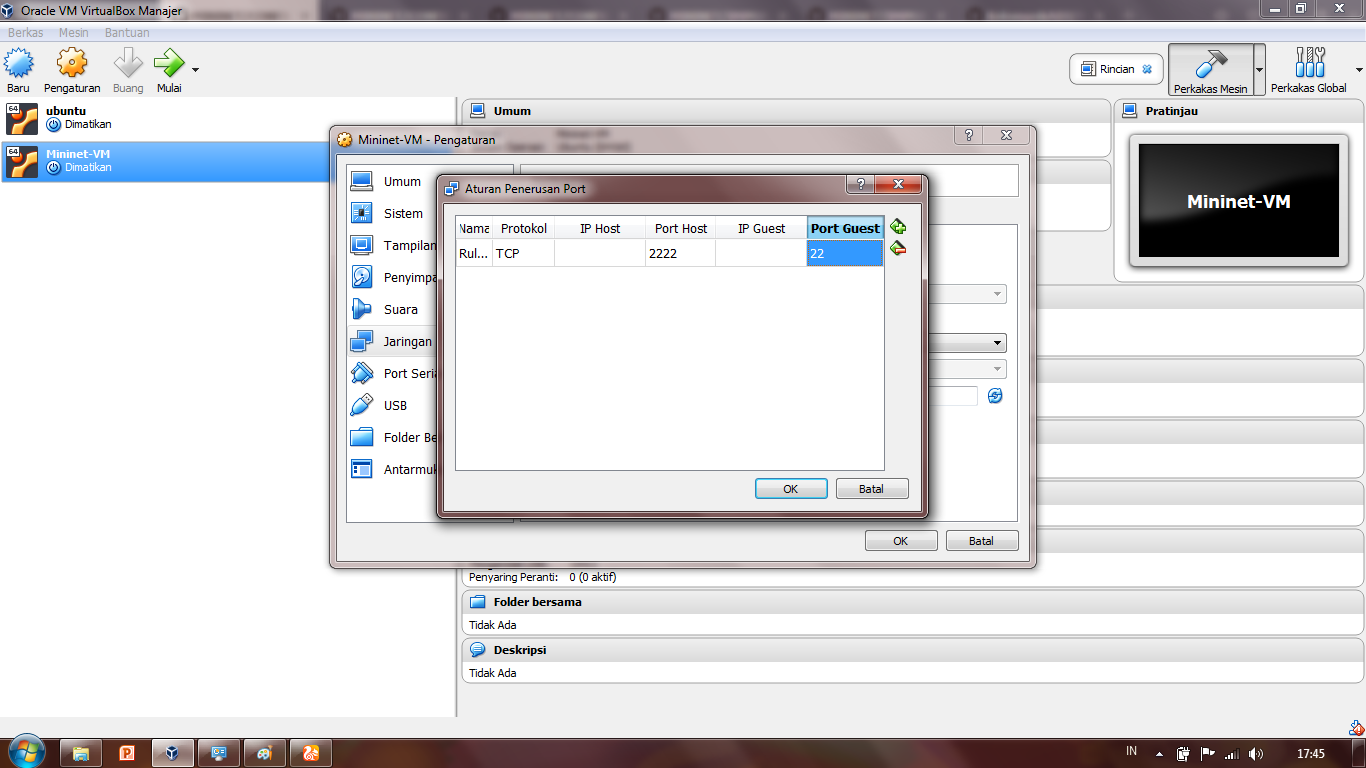 Oracle VM VirtualBox Manajer
Berkas Mesin Bantuan
Baru Pengaturan Buang Mulai
Rincian
Perkakas Mesin
Perkakas Global
64 ubuntu
Dimatikan
64 Mininet-VM
Dimatikan
Umum
Pratinjau
Mininet-VM
Mininet-VM - Pengaturan
?
Umum
Sistem
Tampilan
Penyimpa
Suara
Jaringan
Port Seria
USB
Folder Be
Antarmuk
Aturan Penerusan Port
?
Nama Protokol IP Host Port Host IP Guest Port Guest
Rul... TCP 2222 22
OK Batal
OK Batal
Penyaring Peranti: 0 (0 aktif)
Folder bersama
Tidak Ada
Deskripsi
Tidak Ada
IN 17:45